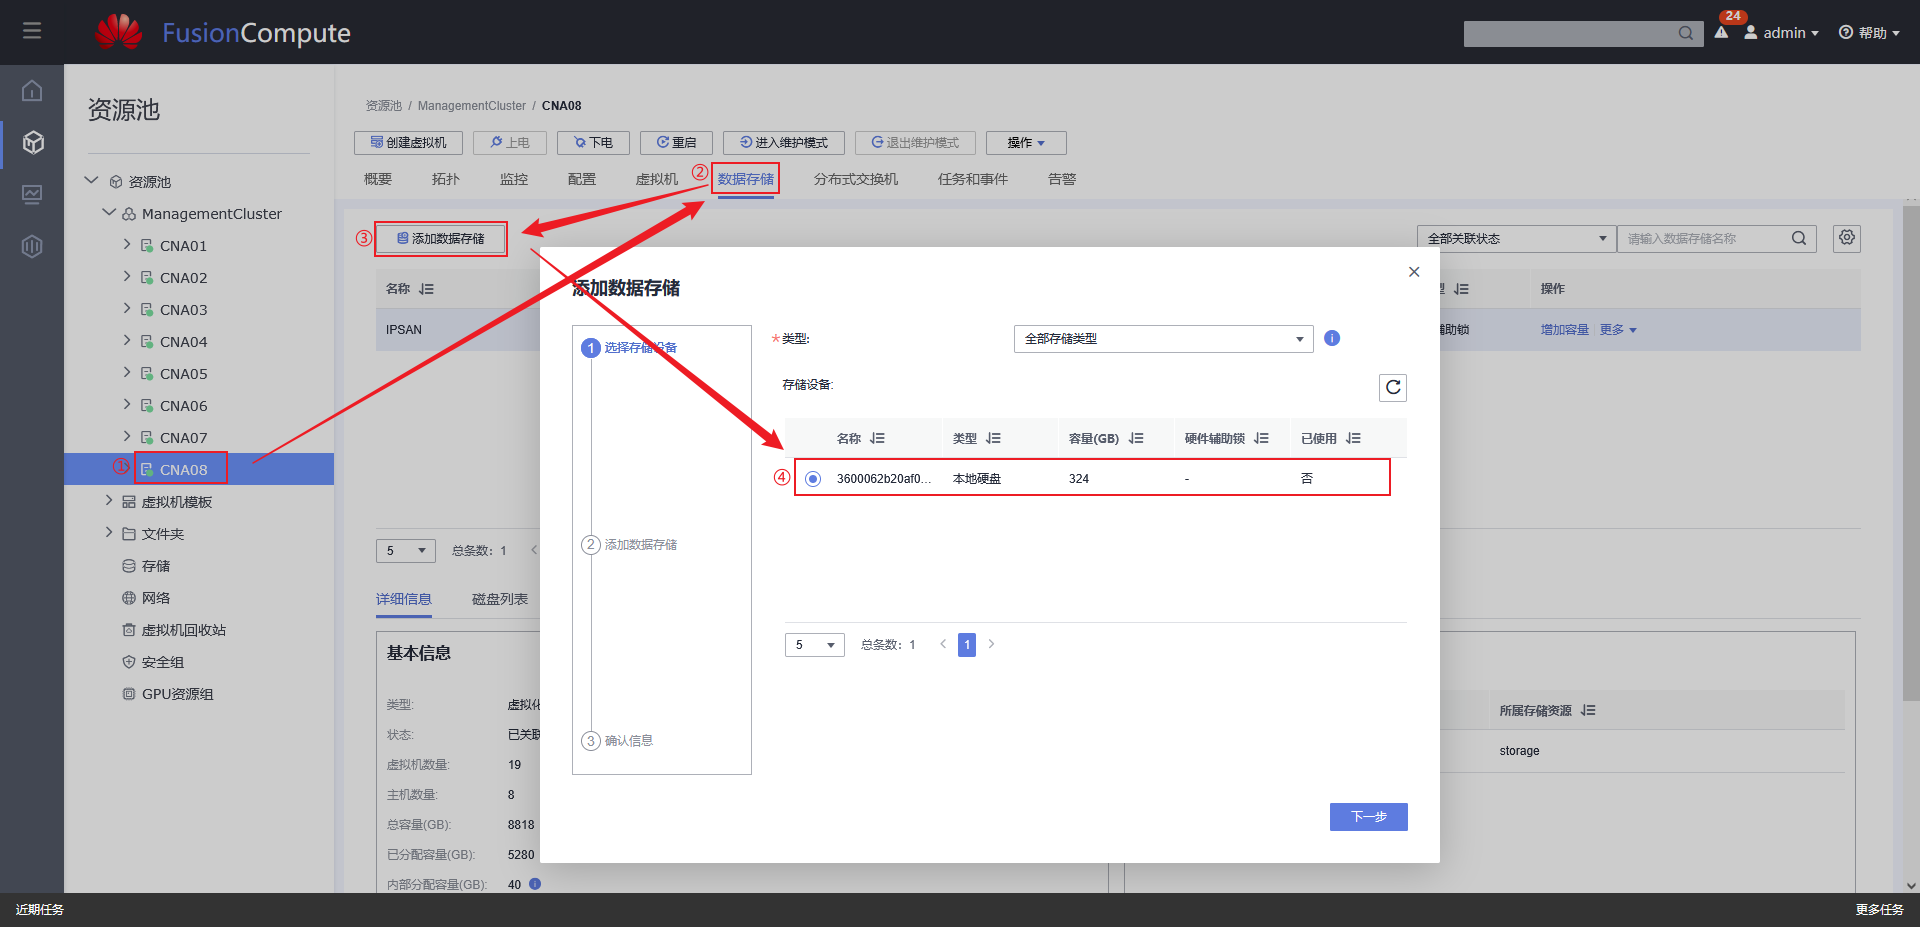 FusionCompute
24
admin
帮助
资源池
资源池 / ManagementCluster / CNA08
创建虚拟机
上电
下电
重启
进入维护模式
退出维护模式
操作
概要
拓扑
监控
配置
虚拟机
②
数据存储
分布式交换机
任务和事件
告警
资源池
ManagementCluster
CNA01
CNA02
CNA03
CNA04
CNA05
CNA06
CNA07
①
CNA08
虚拟机模板
文件夹
存储
网络
虚拟机回收站
安全组
GPU资源组
③
添加数据存储
全部关联状态
请输入数据存储名称
名称
型
操作
IPSAN
辅助锁
增加容量
更多
5
总条数: 1
详细信息
磁盘列表
基本信息
类型:
虚拟化
状态:
已关联
虚拟机数量:
19
主机数量:
8
总容量(GB):
8818
已分配容量(GB):
5280
内部分配容量(GB):
40
所属存储资源
storage
添加数据存储
1 选择存储设备
2 添加数据存储
3 确认信息
*类型:
全部存储类型
存储设备:
名称
类型
容量(GB)
硬件辅助锁
已使用
④
3600062b20af0...
本地硬盘
324
-
否
5
总条数: 1
1
下一步
近期任务
更多任务